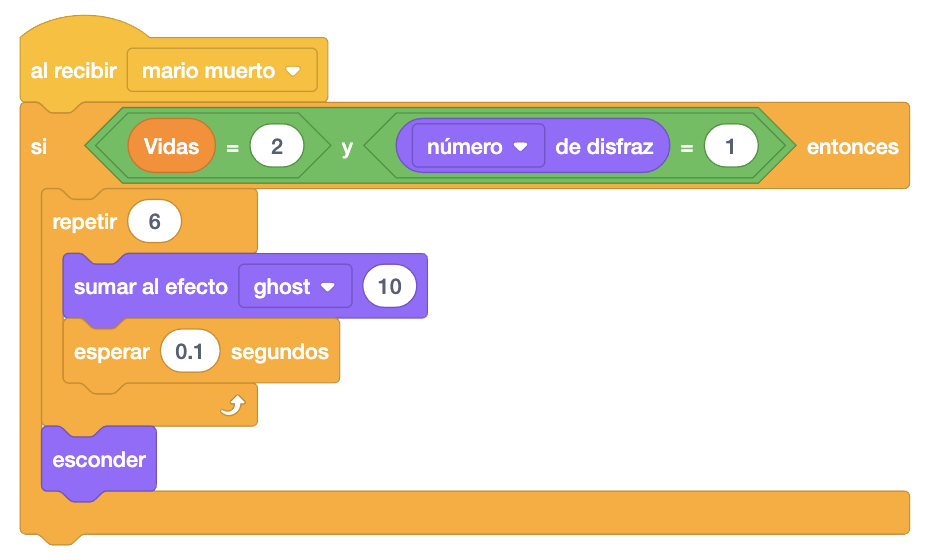 al recibir mario muerto
si Vidas = 2 y número de disfraz = 1 entonces
repetir 6
sumar al efecto ghost 10
esperar 0.1 segundos
esconder